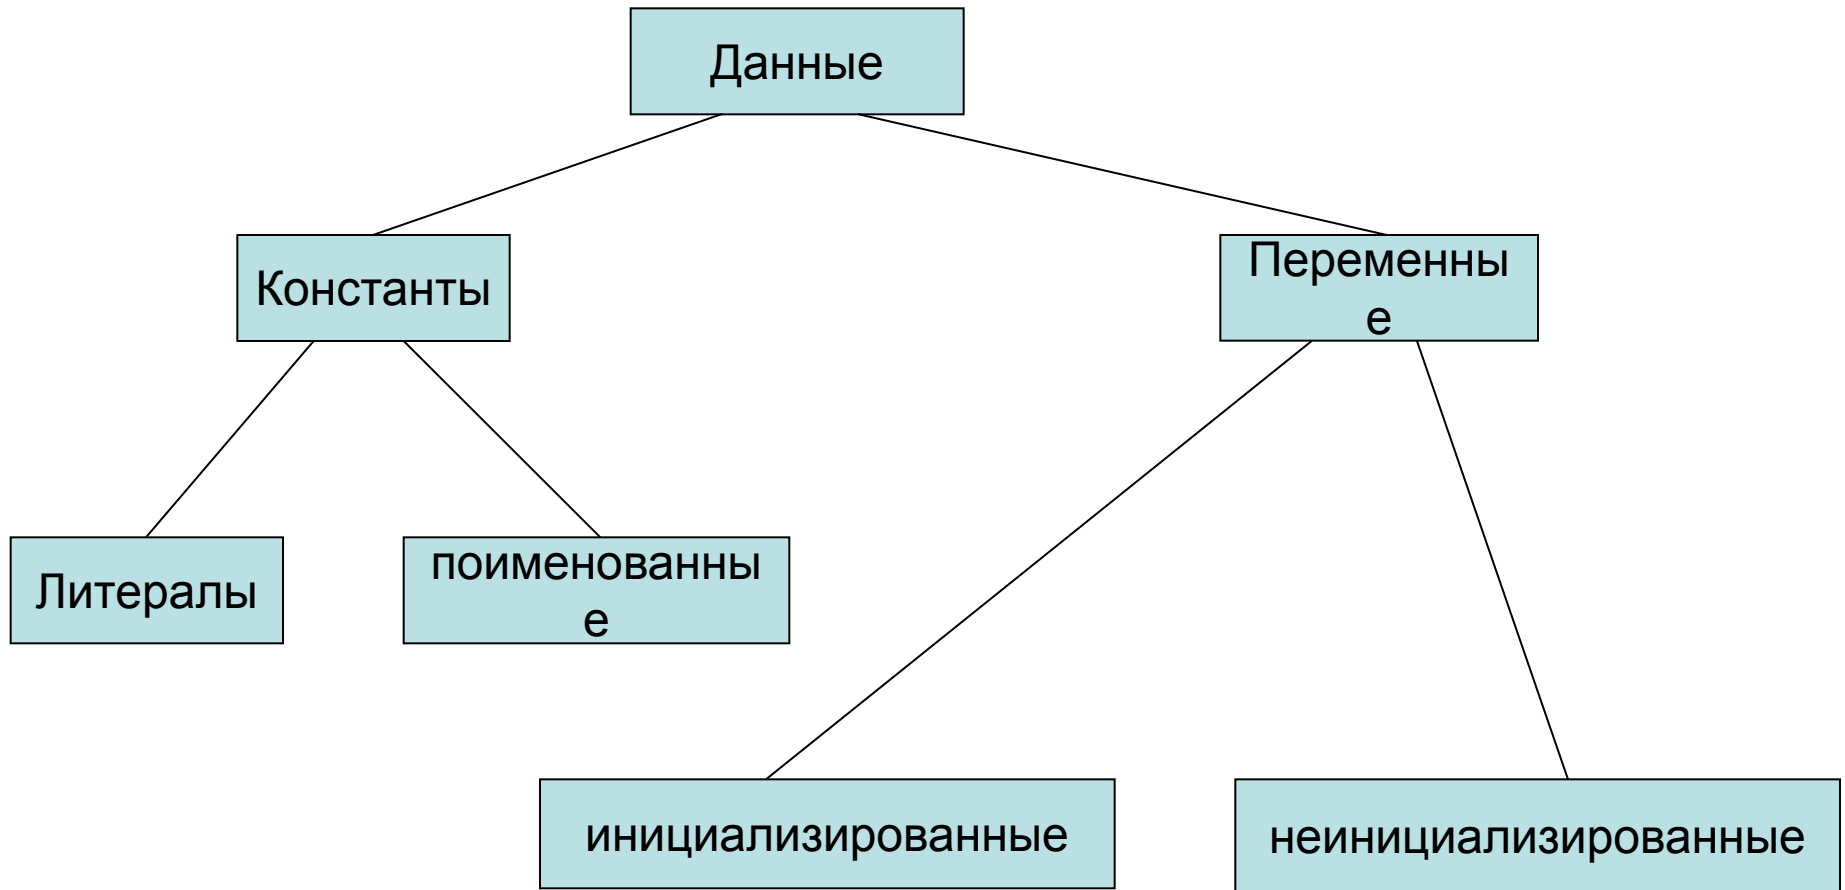 Данные
Константы
Переменны
е
Литералы
поименованны
е
инициализированные
неинициализированные